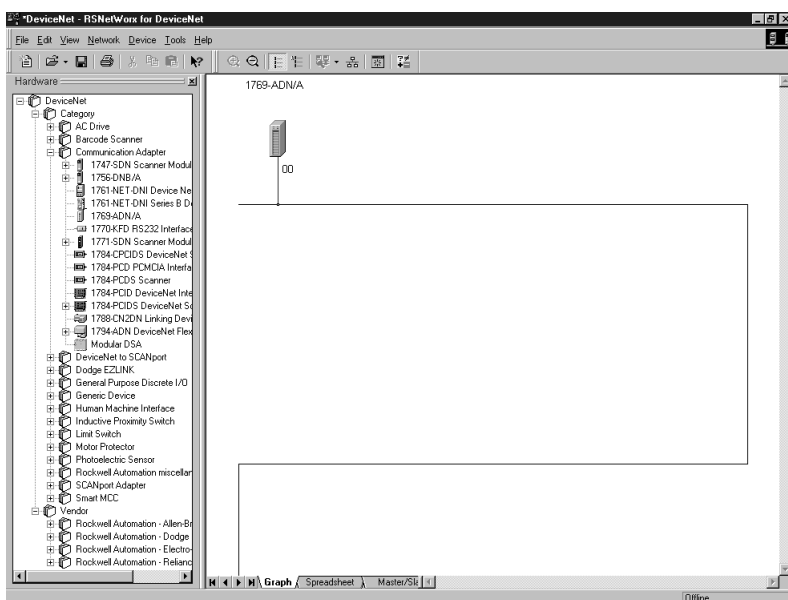 *DeviceNet - RSNetWorx for DeviceNet
File Edit View Network Device Tools Help
Hardware
1769-ADN/A
00
DeviceNet
Category
AC Drive
Barcode Scanner
Communication Adapter
1747-SDN Scanner Modul
1756-DNB/A
1761-NET-DNI Device Ne
1761-NET-DNI Series B D
1769-ADN/A
1770-KFD RS232 Interface
1771-SDN Scanner Modul
1784-CPCIDS DeviceNet S
1784-PCD PCMCIA Interfa
1784-PCDS Scanner
1784-PCID DeviceNet Inte
1784-PCIDS DeviceNet Sc
1788-CN2DN Linking Devi
1794-ADN DeviceNet Flex
Modular DSA
DeviceNet to SCANport
Dodge EZLINK
General Purpose Discrete I/O
Generic Device
Human Machine Interface
Inductive Proximity Switch
Limit Switch
Motor Protector
Photoelectric Sensor
Rockwell Automation miscellar
SCANport Adapter
Smart MCC
Vendor
Rockwell Automation - Allen-Br
Rockwell Automation - Dodge
Rockwell Automation - Electro-
Rockwell Automation - Relianc
Graph Spreadsheet Master/Sla
Offline